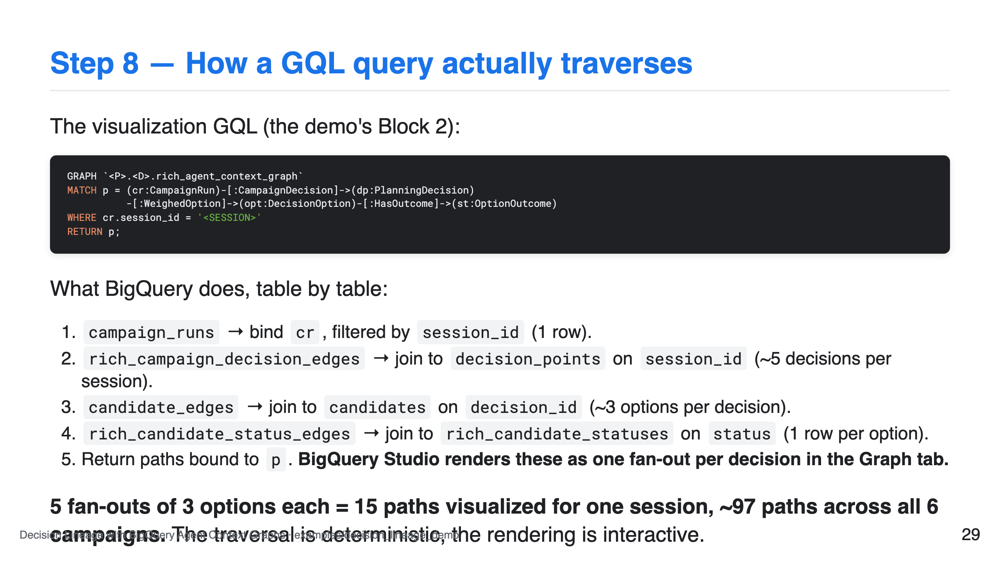 Step 8 — How a GQL query actually traverses
The visualization GQL (the demo's Block 2):
GRAPH `<P>.<D>.rich_agent_context_graph`
MATCH p = (cr:CampaignRun)-[:CampaignDecision]->(dp:PlanningDecision)
-[:WeighedOption]->(opt:DecisionOption)-[:HasOutcome]->(st:OptionOutcome)
WHERE cr.session_id = '<SESSION>'
RETURN p;
What BigQuery does, table by table:
1. campaign_runs → bind cr , filtered by session_id (1 row).
2. rich_campaign_decision_edges → join to decision_points on session_id (~5 decisions per
session).
3. candidate_edges → join to candidates on decision_id (~3 options per decision).
4. rich_candidate_status_edges → join to rich_candidate_statuses on status (1 row per option).
5. Return paths bound to p . BigQuery Studio renders these as one fan-out per decision in the Graph tab.
5 fan-outs of 3 options each = 15 paths visualized for one session, ~97 paths across all 6
campaigns. The traversal is deterministic, the rendering is interactive.
Decision Lineage with BigQuery Agent Context Graphs · examples/decision_lineage_demo
29